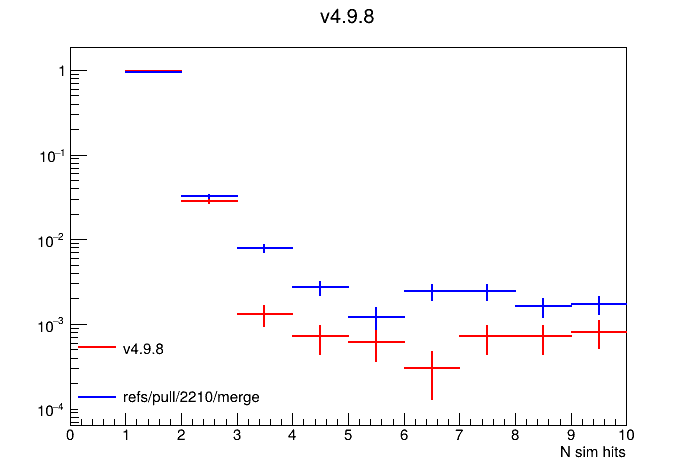 v4.9.8
1
10⁻¹
10⁻²
10⁻³
v4.9.8
refs/pull/2210/merge
10⁻⁴
0 1 2 3 4 5 6 7 8 9 10
N sim hits